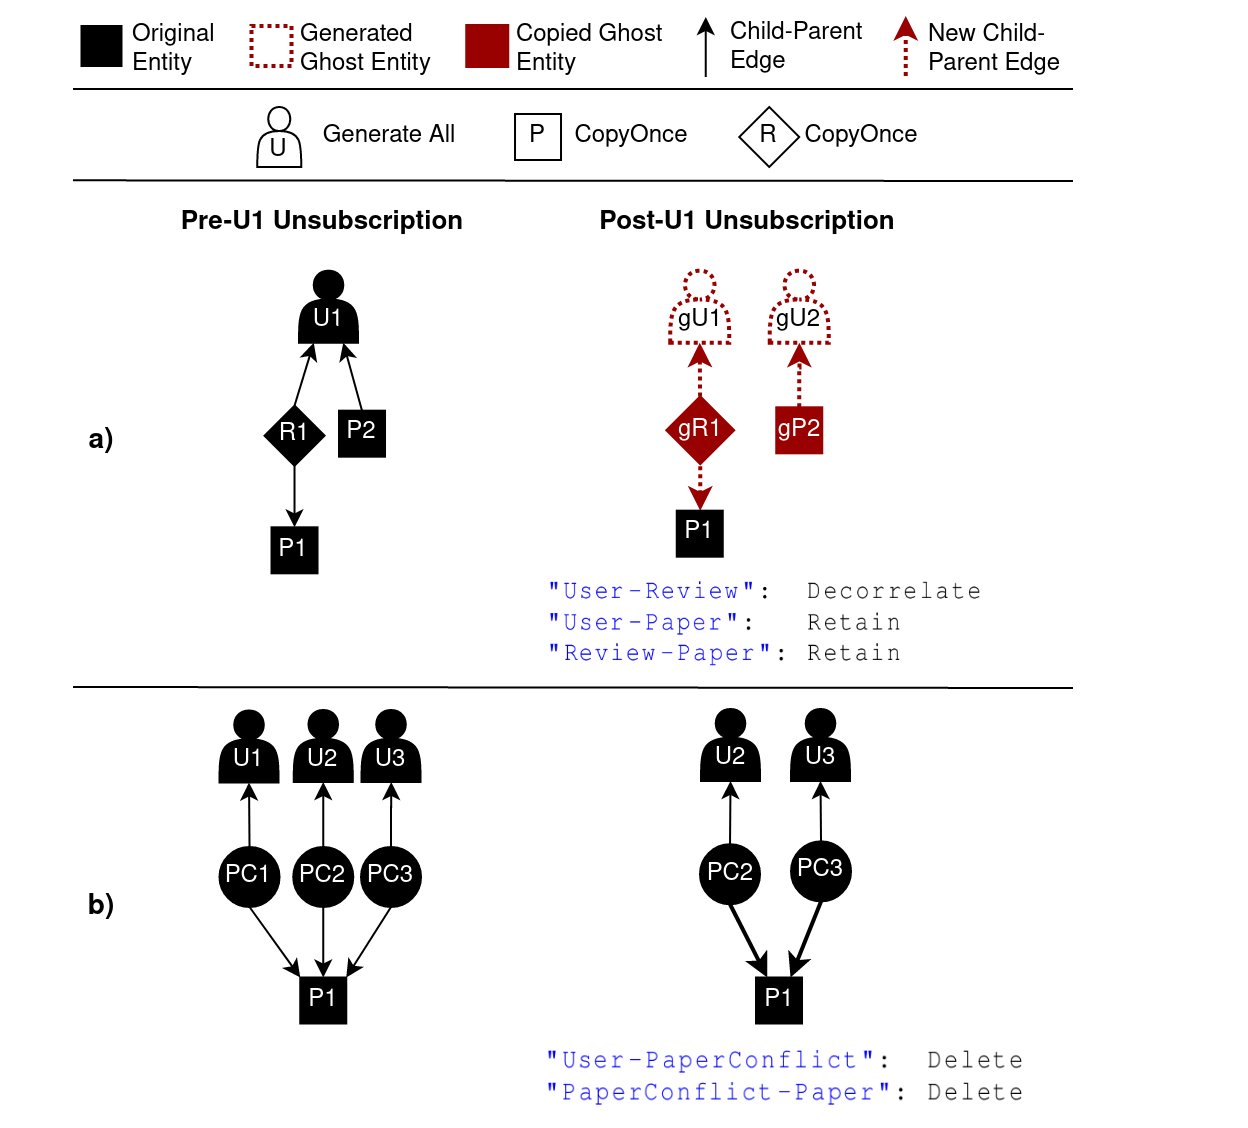 Original Entity
Generated Ghost Entity
Copied Ghost Entity
Child-Parent Edge
New Child-Parent Edge
U Generate All
P CopyOnce
R CopyOnce
Pre-U1 Unsubscription
Post-U1 Unsubscription
a)
U1
R1
P2
P1
gU1
gU2
gR1
gP2
P1
"User-Review": Decorrelate
"User-Paper": Retain
"Review-Paper": Retain
b)
U1
U2
U3
PC1
PC2
PC3
P1
U2
U3
PC2
PC3
P1
"User-PaperConflict": Delete
"PaperConflict-Paper": Delete